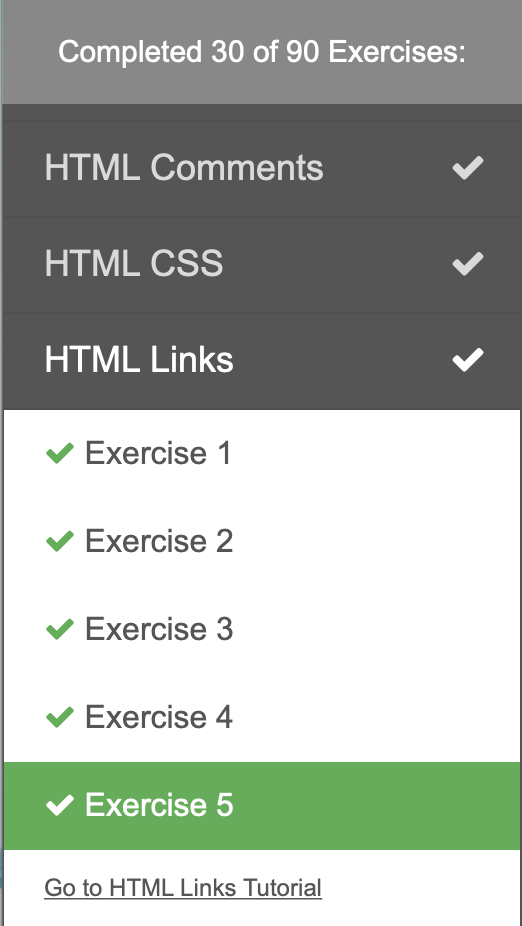 Completed 30 of 90 Exercises:
HTML Comments
HTML CSS
HTML Links
Exercise 1
Exercise 2
Exercise 3
Exercise 4
Exercise 5
Go to HTML Links Tutorial